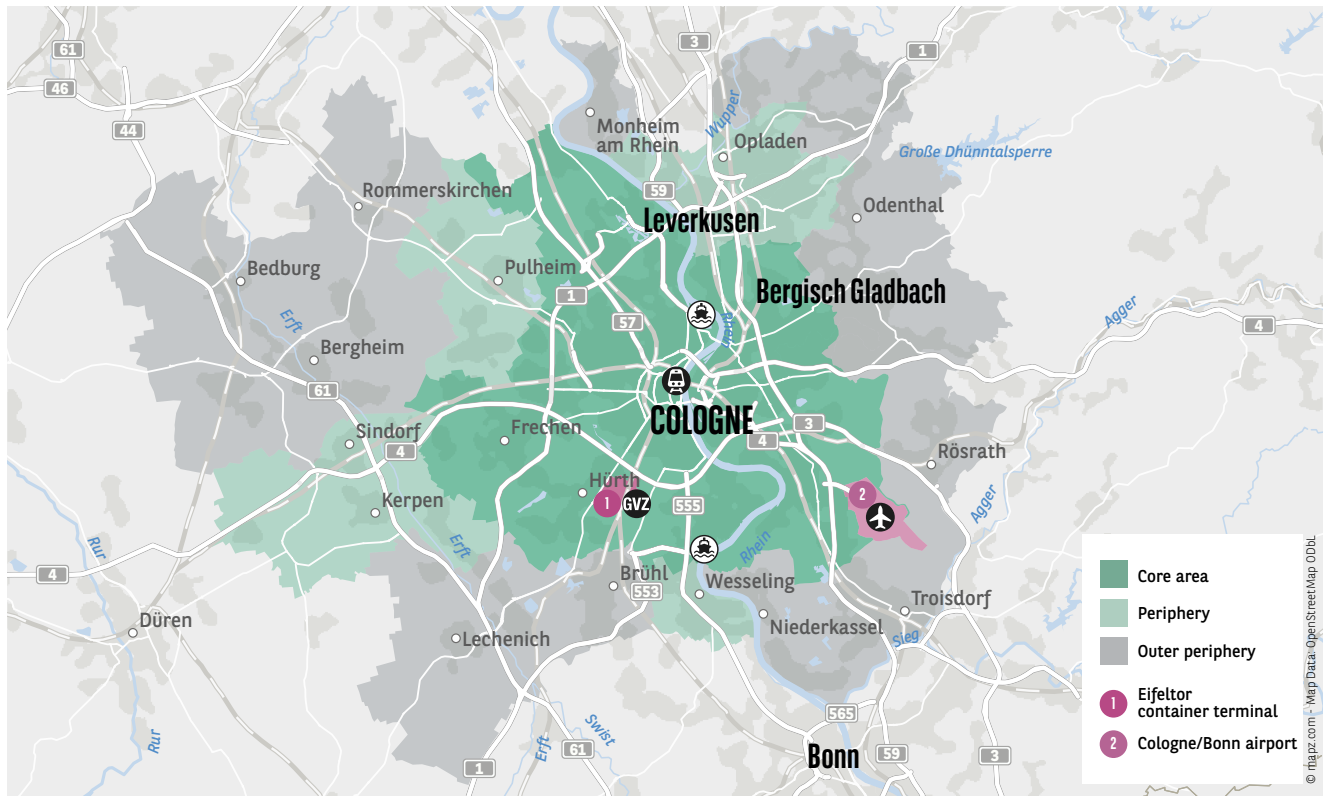 61
3
1
46
44
Monheim
am Rhein
Wupper
Opladen
Große Dhünntalsperre
Rommerskirchen
59
Odenthal
Leverkusen
Bedburg
Pulheim
Bergisch Gladbach
1
Erft
57
Rhein
Agger
4
Bergheim
61
COLOGNE
Sindorf
Frechen
4
4
3
Rösrath
Hürth
Kerpen
1
GVZ
555
2
Agger
Rur
Erft
Rhein
4
Brühl
553
Wesseling
Troisdorf
Düren
Lechenich
Niederkassel
Sieg
565
Swist
Rur
Erft
61
1
Bonn
59
3
Core area
Periphery
Outer periphery
1
Eifeltor
container terminal
2
Cologne/Bonn airport
© mapz.com - Map Data: OpenStreetMap ODbL